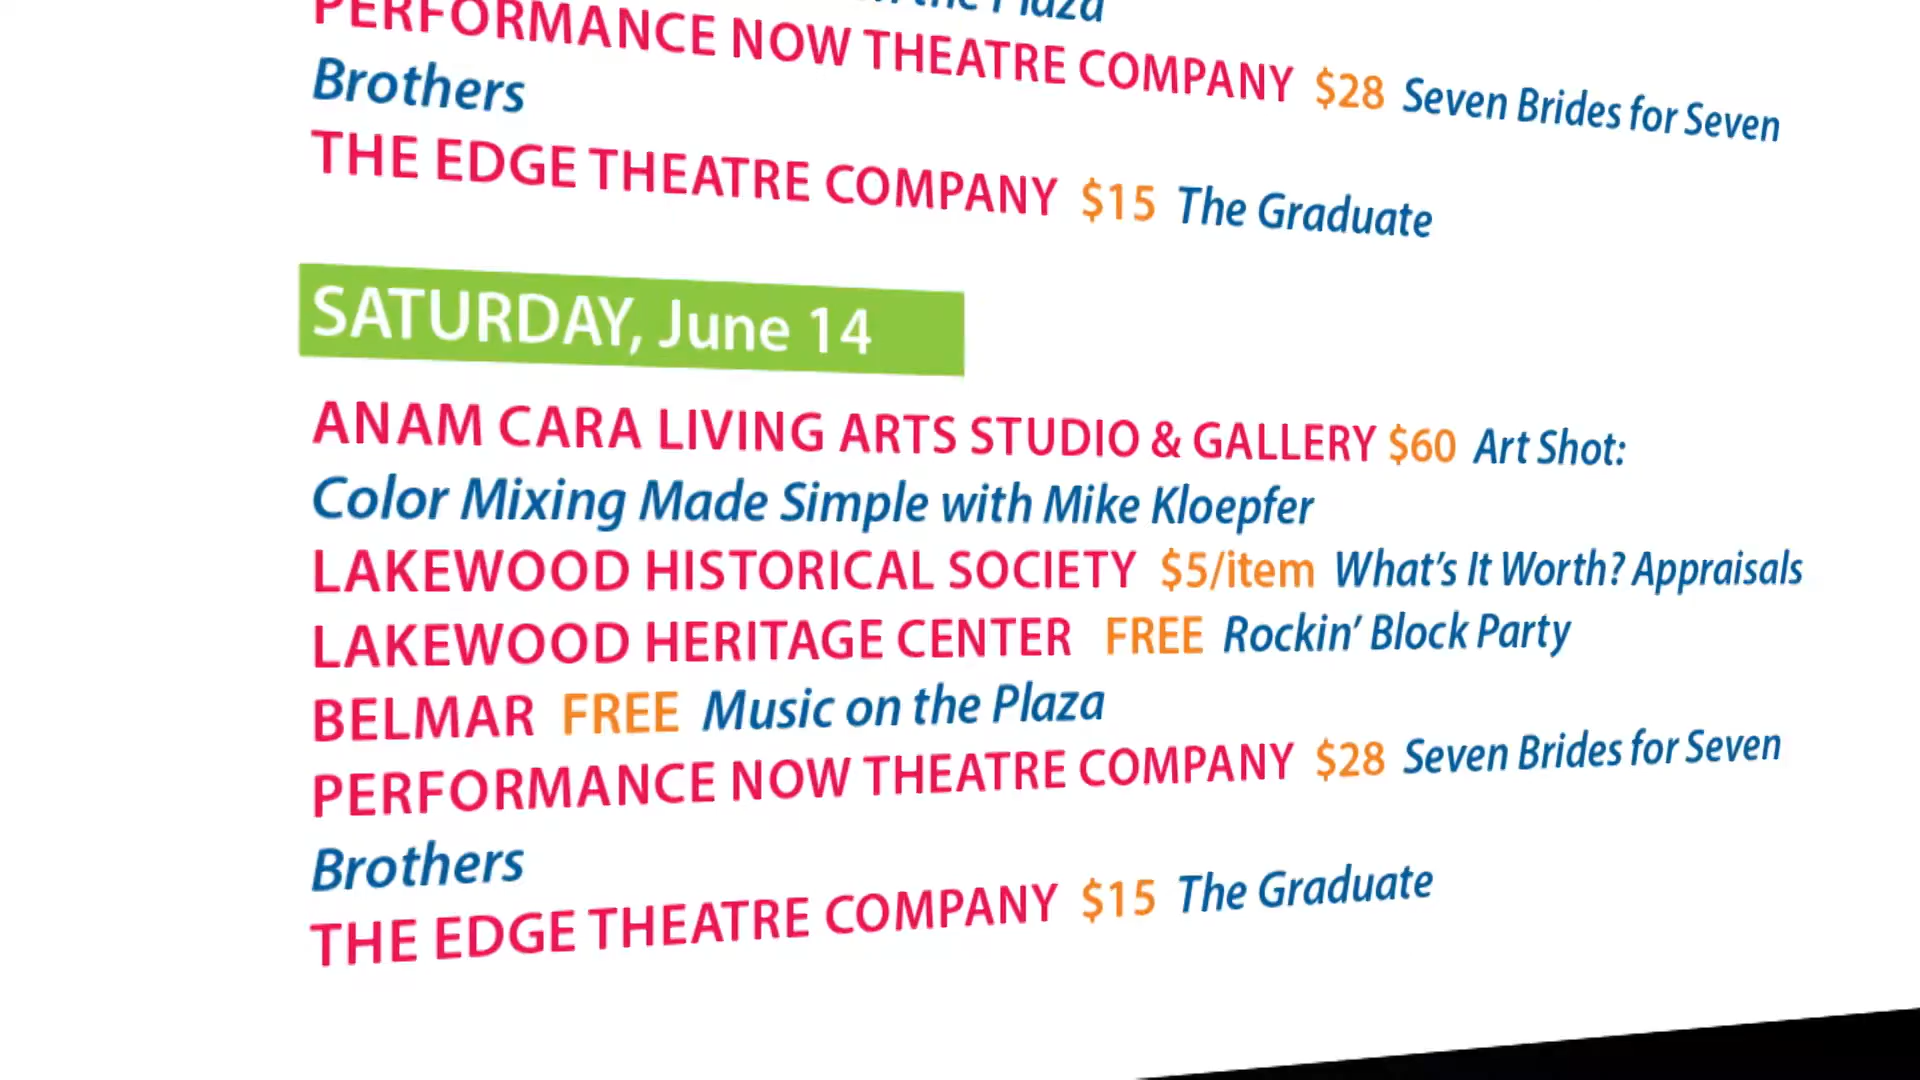 the Plaza
PERFORMANCE NOW THEATRE COMPANY $28 Seven Brides for Seven
Brothers
THE EDGE THEATRE COMPANY $15 The Graduate
SATURDAY, June 14
ANAM CARA LIVING ARTS STUDIO & GALLERY $60 Art Shot:
Color Mixing Made Simple with Mike Kloepfer
LAKEWOOD HISTORICAL SOCIETY $5/item What's It Worth? Appraisals
LAKEWOOD HERITAGE CENTER FREE Rockin' Block Party
BELMAR FREE Music on the Plaza
PERFORMANCE NOW THEATRE COMPANY $28 Seven Brides for Seven
Brothers
THE EDGE THEATRE COMPANY $15 The Graduate